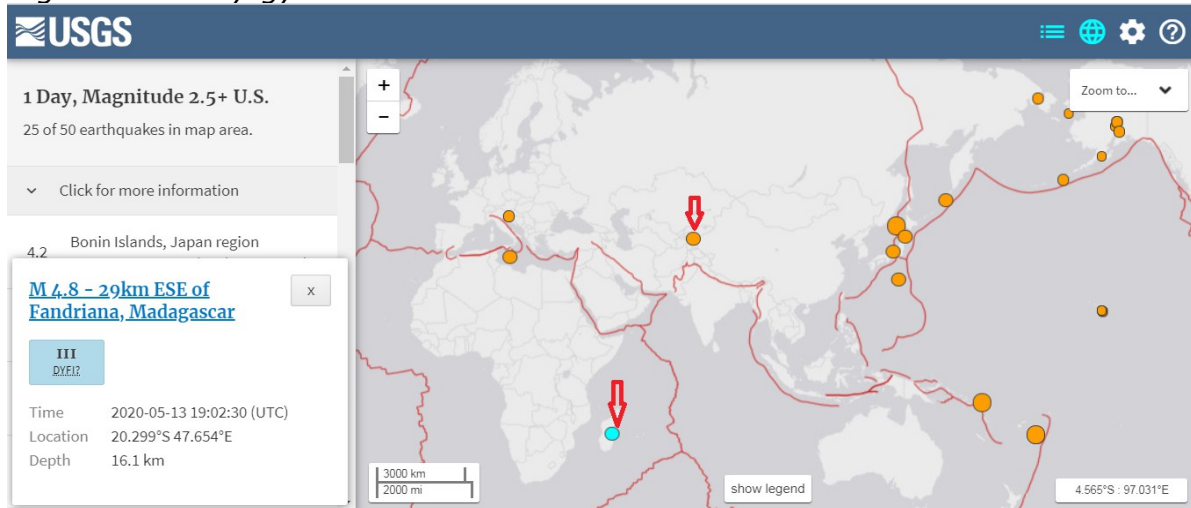 USGS
1 Day, Magnitude 2.5+ U.S.
25 of 50 earthquakes in map area.
Click for more information
4.2 Bonin Islands, Japan region
M 4.8 - 29km ESE of
Fandriana, Madagascar
x
III
DYFI?
Time 2020-05-13 19:02:30 (UTC)
Location 20.299°S 47.654°E
Depth 16.1 km
+
−
Zoom to...
3000 km
2000 mi
show legend
4.565°S : 97.031°E